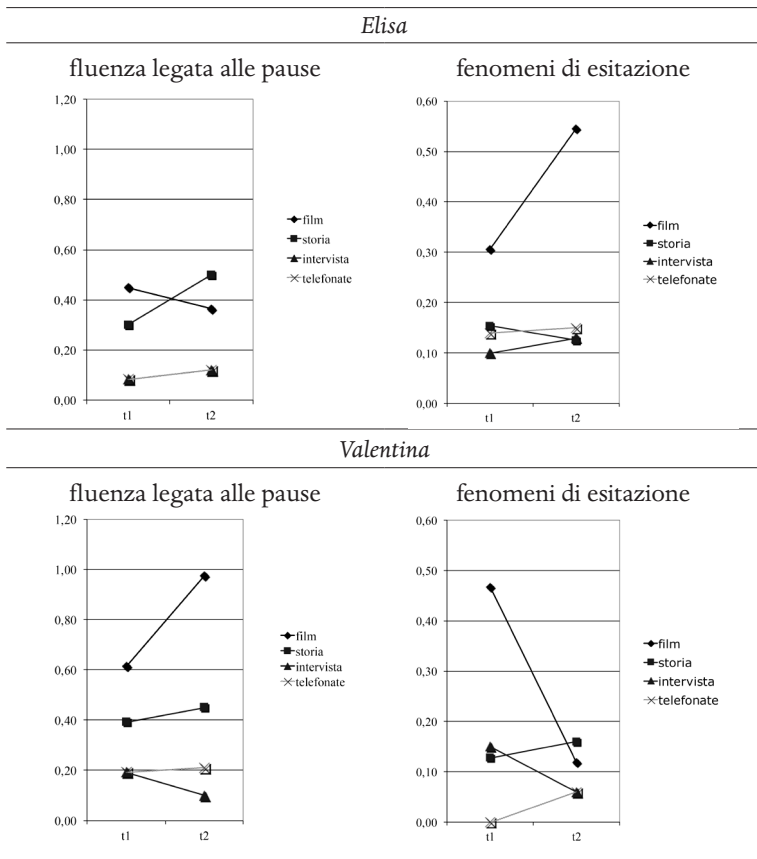 Elisa
fluenza legata alle pause
1,20
1,00
0,80
0,60
0,40
0,20
0,00
t1
t2
film
storia
intervista
telefonate
fenomeni di esitazione
0,60
0,50
0,40
0,30
0,20
0,10
0,00
t1
t2
film
storia
intervista
telefonate
Valentina
fluenza legata alle pause
1,20
1,00
0,80
0,60
0,40
0,20
0,00
t1
t2
film
storia
intervista
telefonate
fenomeni di esitazione
0,60
0,50
0,40
0,30
0,20
0,10
0,00
t1
t2
film
storia
intervista
telefonate